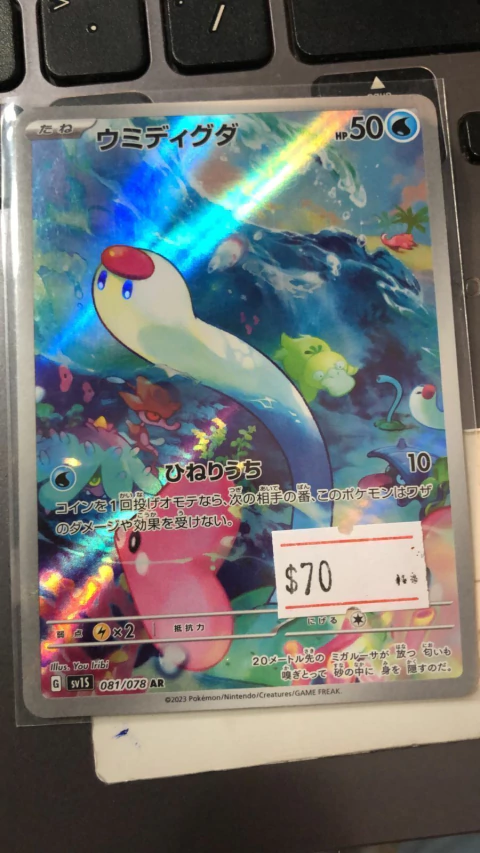 たね
ウミディグダ
HP 50
ひねりうち 10
コインを1回投げオモテなら、次の相手の番、このポケモンはワザ
のダメージや効果を受けない。
$70
弱点 ×2 抵抗力
にげる
Illus. You Iribi
20メートル先の ミガルーサが 放つ 匂いも
嗅ぎとって 砂の中に 身を 隠すのだ。
G sv1S 081/078 AR
©2023 Pokémon/Nintendo/Creatures/GAME FREAK.